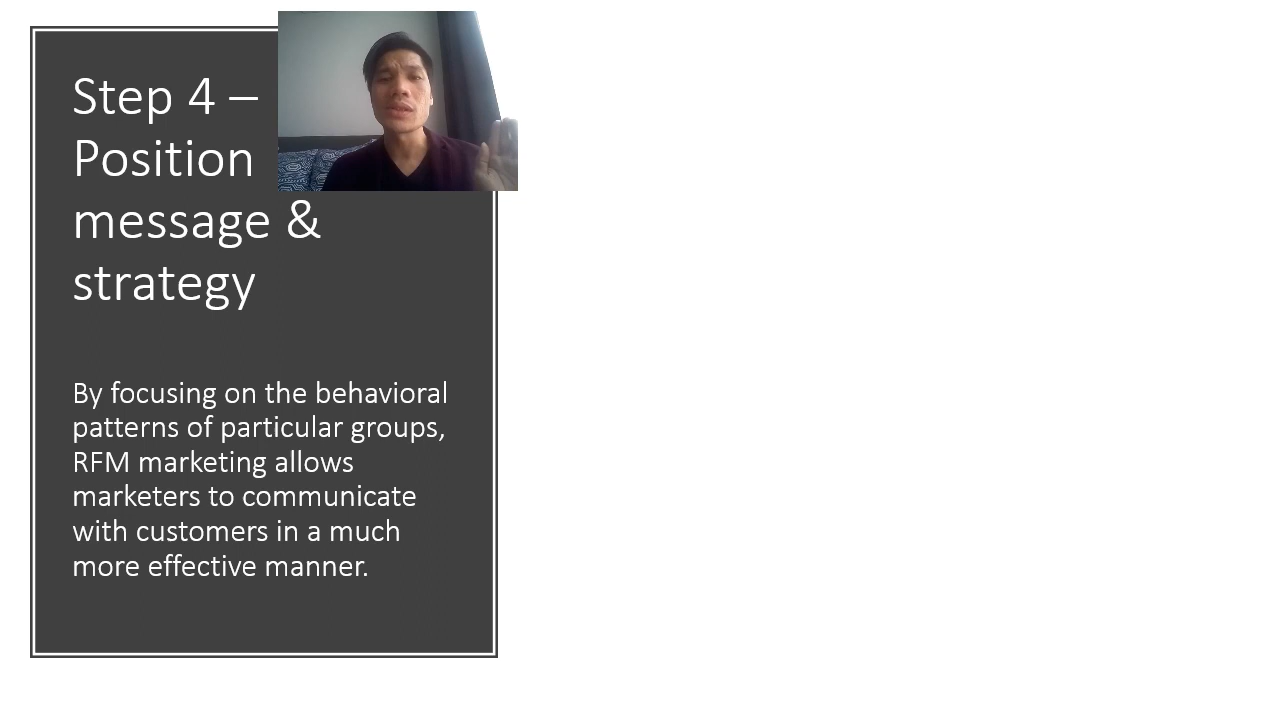 Step 4 –
Position
message &
strategy
By focusing on the behavioral
patterns of particular groups,
RFM marketing allows
marketers to communicate
with customers in a much
more effective manner.